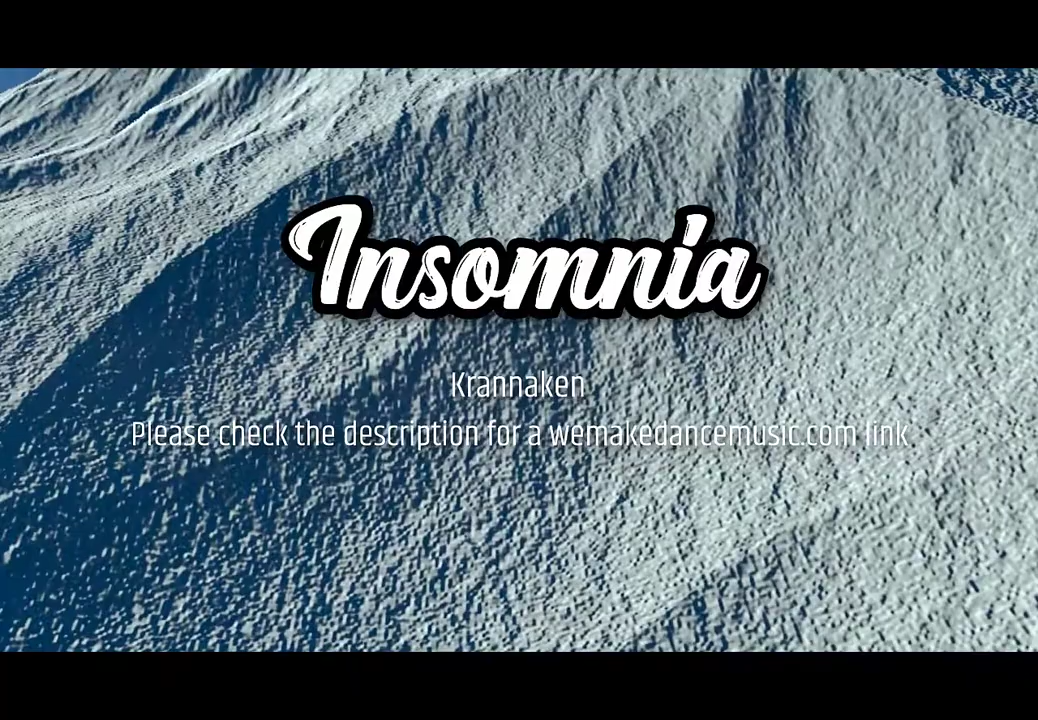 Insomnia
Krannaken
Please check the description for a wemakedancemusic.com link